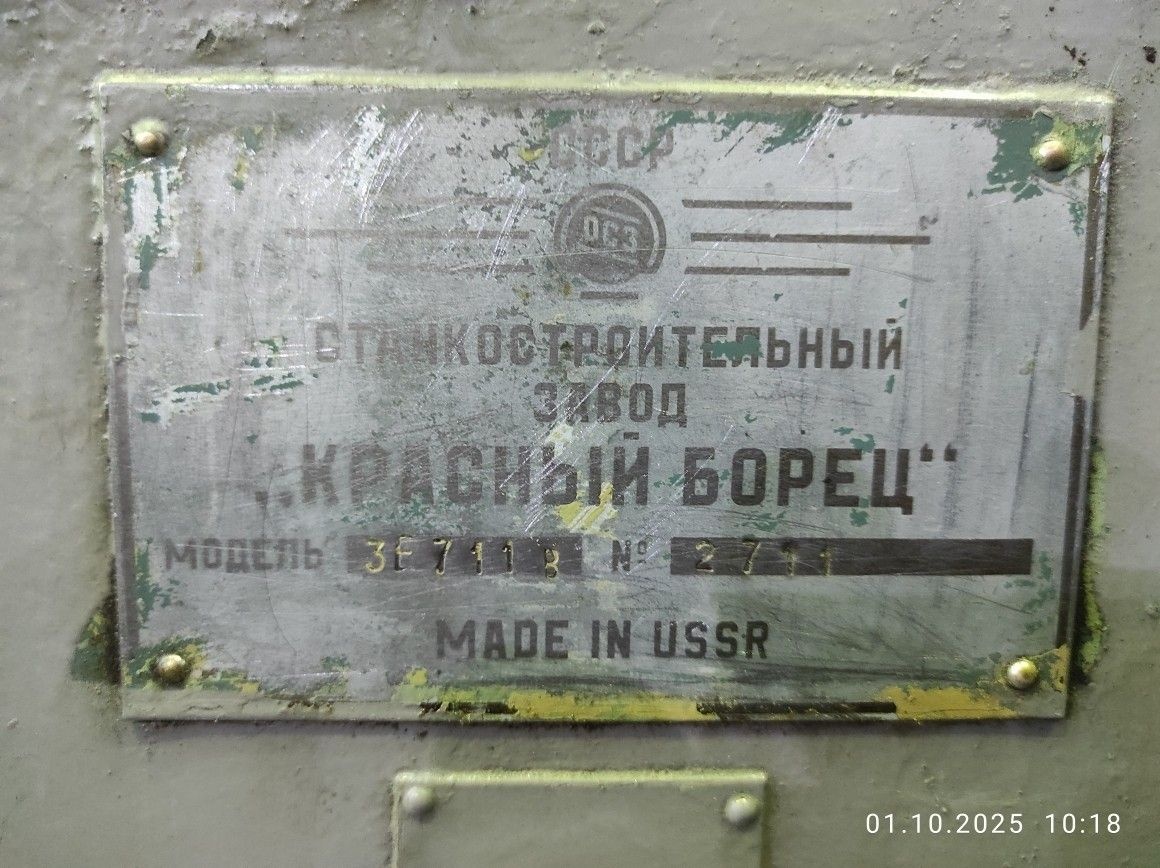 СССР
ОСЗ
СТАНКОСТРОИТЕЛЬНЫЙ
ЗАВОД
„КРАСНЫЙ БОРЕЦ“
МОДЕЛЬ 3Е711В № 2711
MADE IN USSR
01.10.2025 10:18